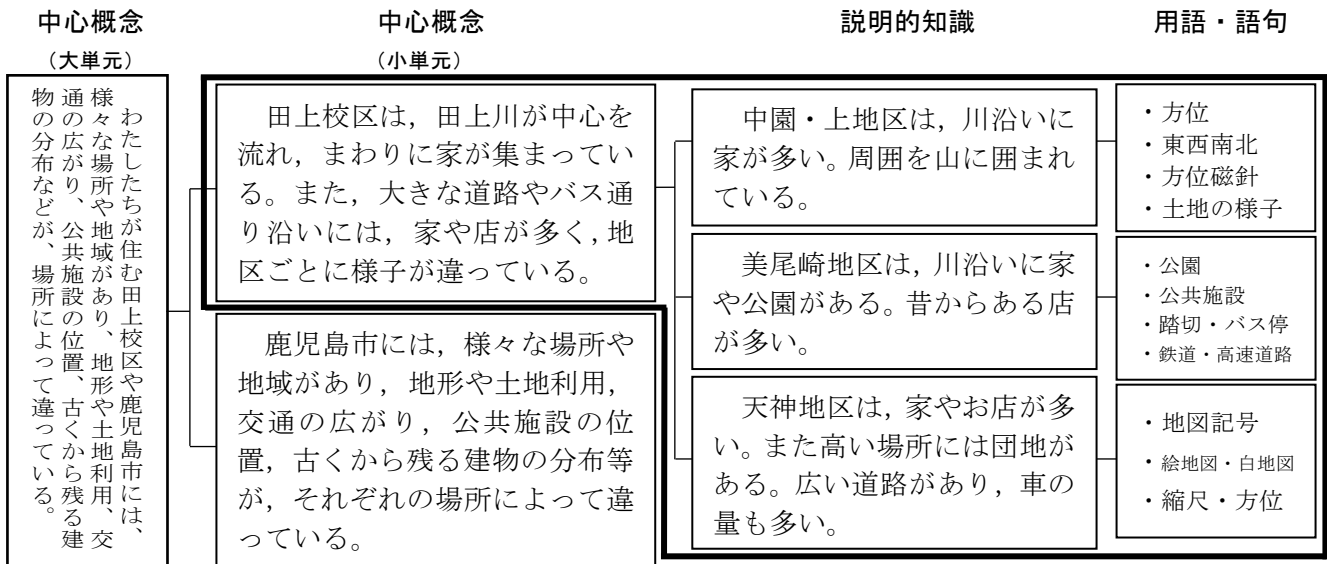 中心概念
（大単元）
わたしたちが住む田上校区や鹿児島市には、
様々な場所や地域があり、地形や土地利用、交
通の広がり、公共施設の位置、古くから残る建
物の分布などが、場所によって違っている。
中心概念
（小単元）
田上校区は，田上川が中心を
流れ，まわりに家が集まってい
る。また，大きな道路やバス通
り沿いには，家や店が多く，地
区ごとに様子が違っている。
鹿児島市には，様々な場所や
地域があり，地形や土地利用，
交通の広がり，公共施設の位
置，古くから残る建物の分布等
が，それぞれの場所によって違
っている。
説明的知識
中園・上地区は，川沿いに
家が多い。周囲を山に囲まれ
ている。
美尾崎地区は，川沿いに家
や公園がある。昔からある店
が多い。
天神地区は，家やお店が多
い。また高い場所には団地が
ある。広い道路があり，車の
量も多い。
用語・語句
・方位
・東西南北
・方位磁針
・土地の様子
・公園
・公共施設
・踏切・バス停
・鉄道・高速道路
・地図記号
・絵地図・白地図
・縮尺・方位